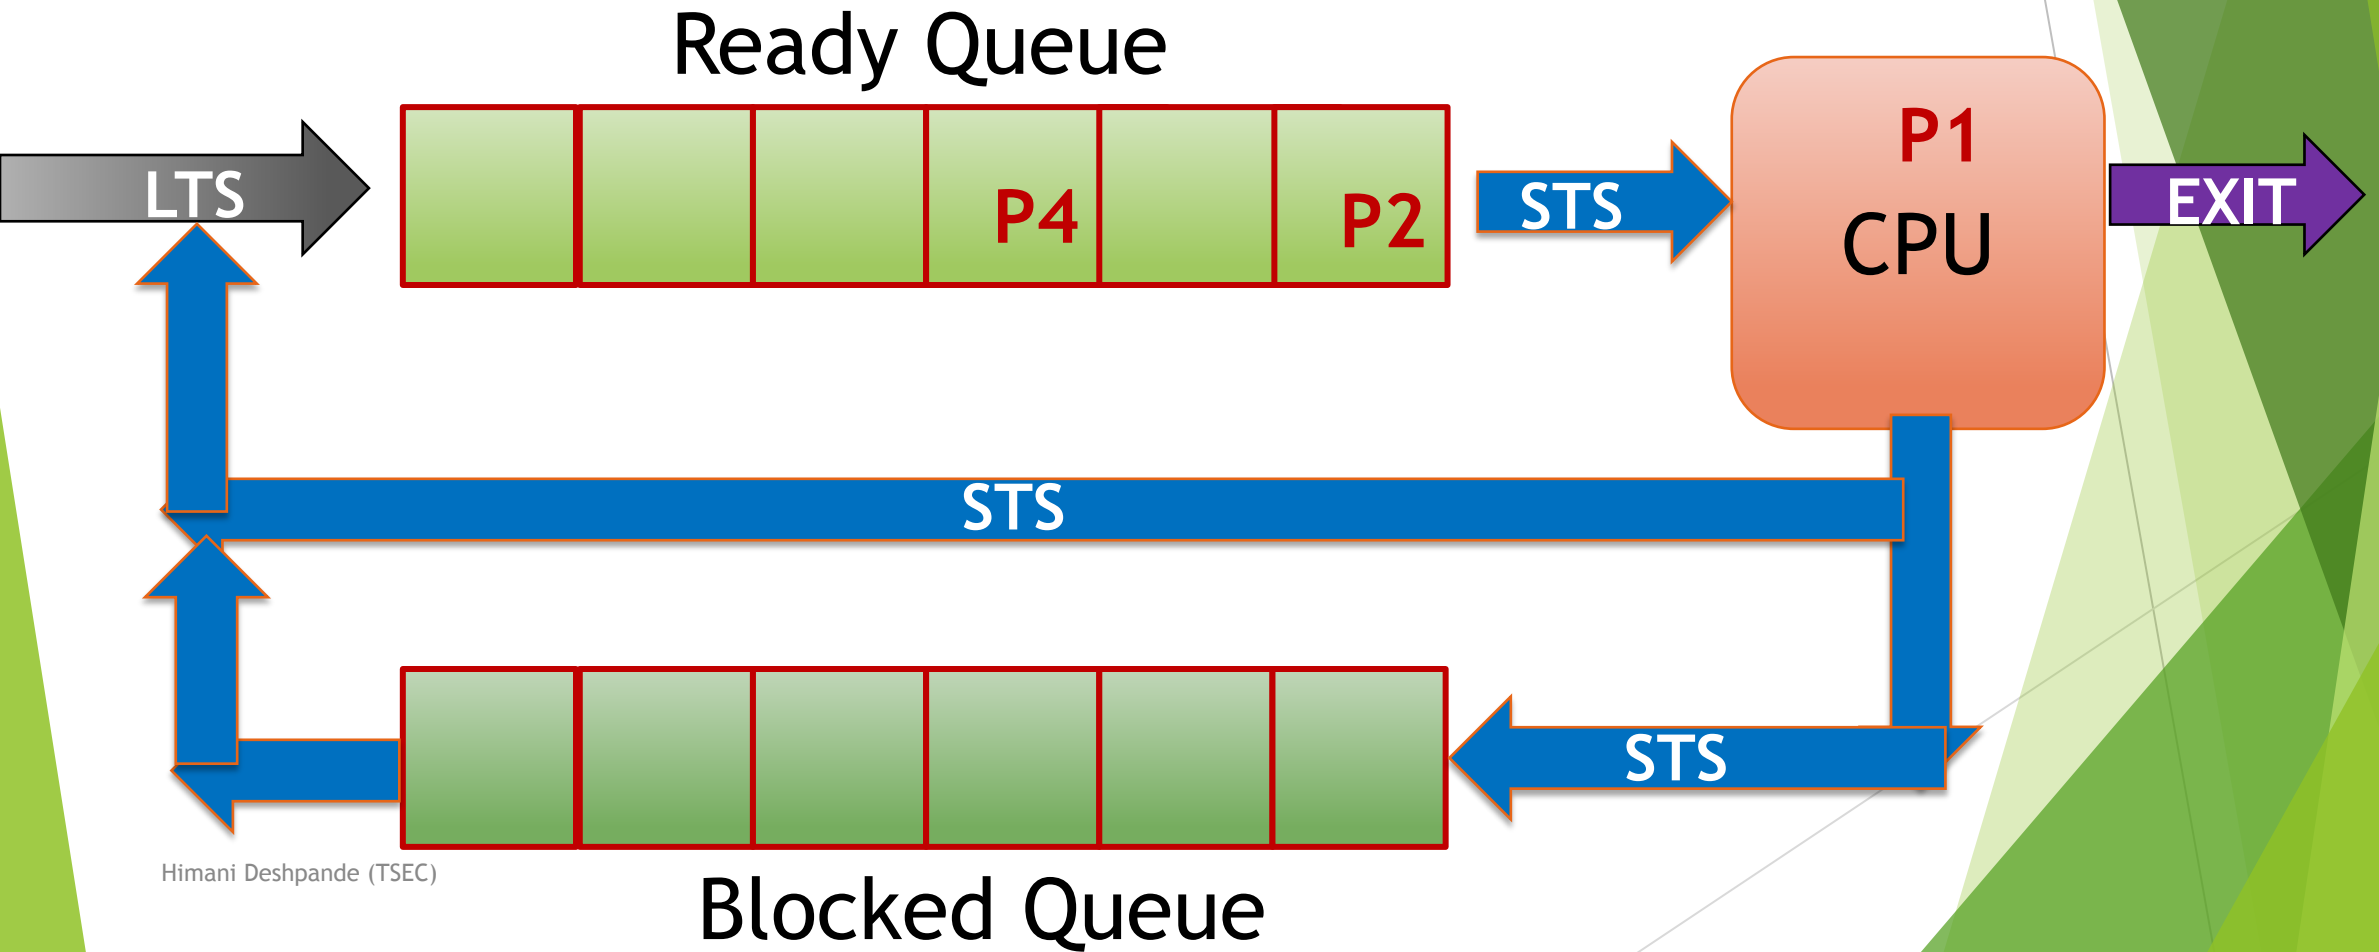 Ready Queue
LTS
P4
P2
STS
P1
CPU
EXIT
STS
STS
Himani Deshpande (TSEC)
Blocked Queue